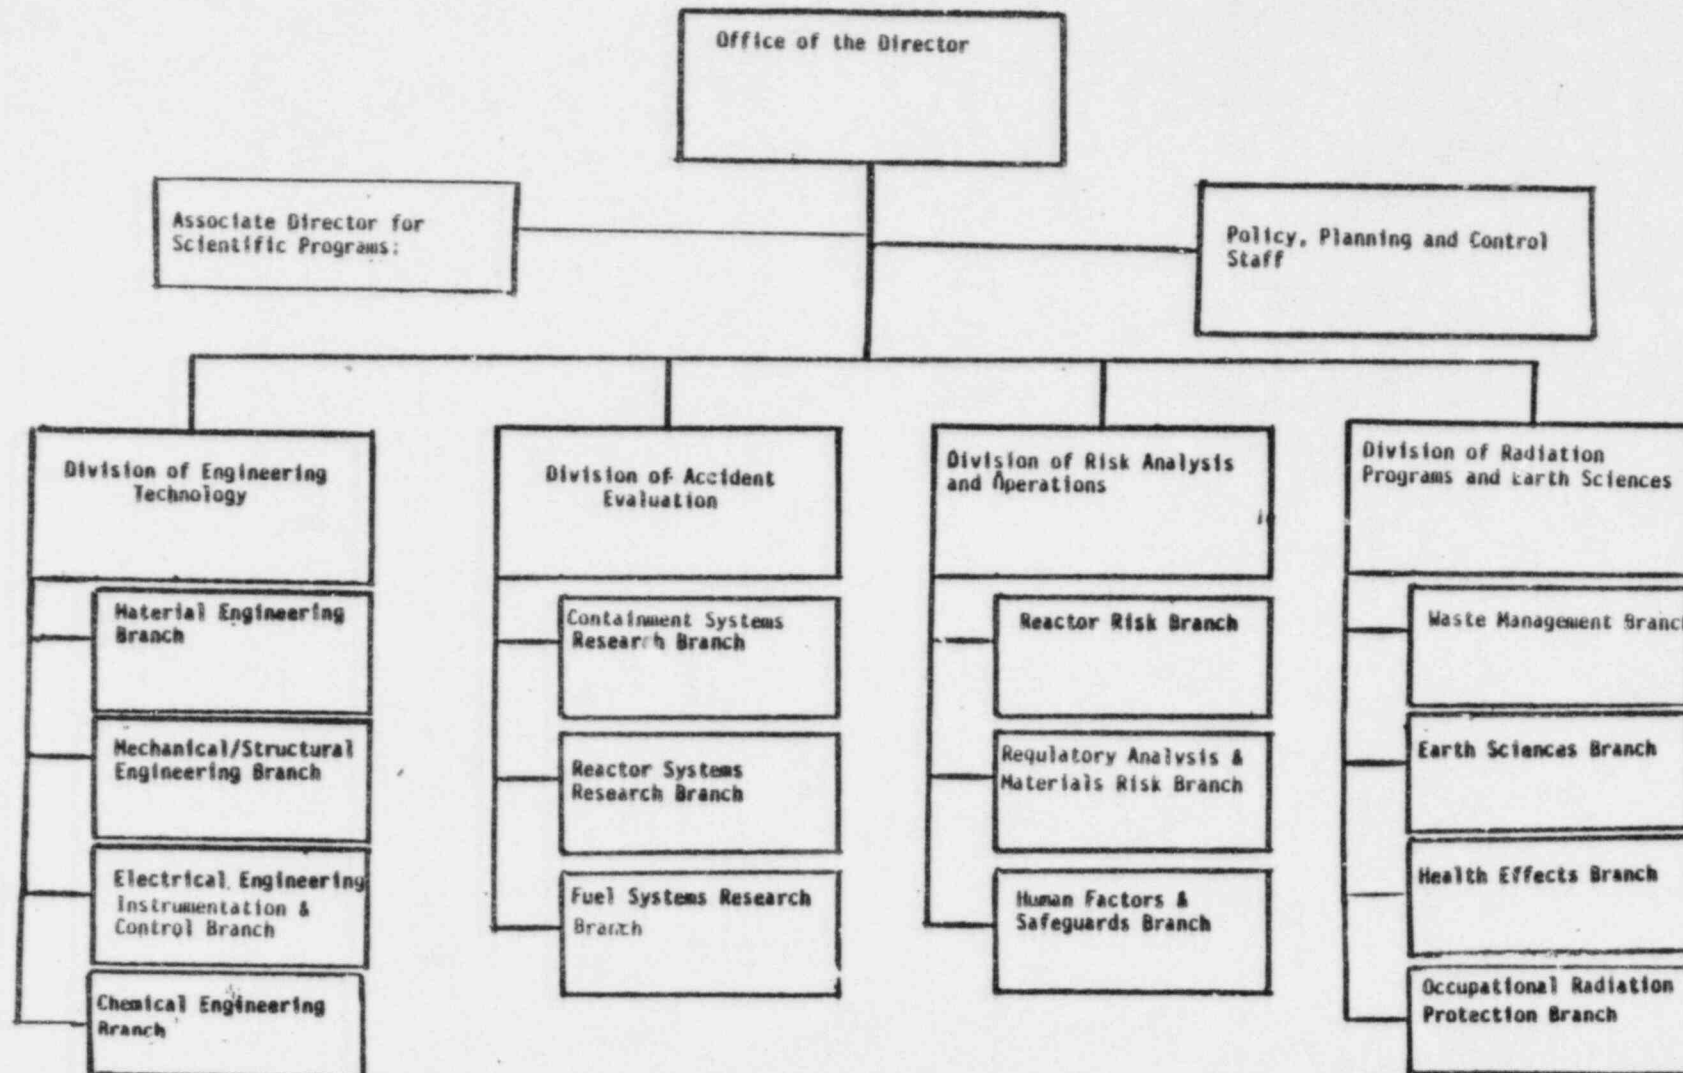 Office of the Director
Associate Director for
Scientific Programs:
Policy, Planning and Control
Staff
Division of Engineering
Technology
Material Engineering
Branch
Mechanical/Structural
Engineering Branch
Electrical Engineering
Instrumentation &
Control Branch
Chemical Engineering
Branch
Division of Accident
Evaluation
Containment Systems
Research Branch
Reactor Systems
Research Branch
Fuel Systems Research
Branch
Division of Risk Analysis
and Operations
Reactor Risk Branch
Regulatory Analysis &
Materials Risk Branch
Human Factors &
Safeguards Branch
Division of Radiation
Programs and Earth Sciences
Waste Management Branch
Earth Sciences Branch
Health Effects Branch
Occupational Radiation
Protection Branch